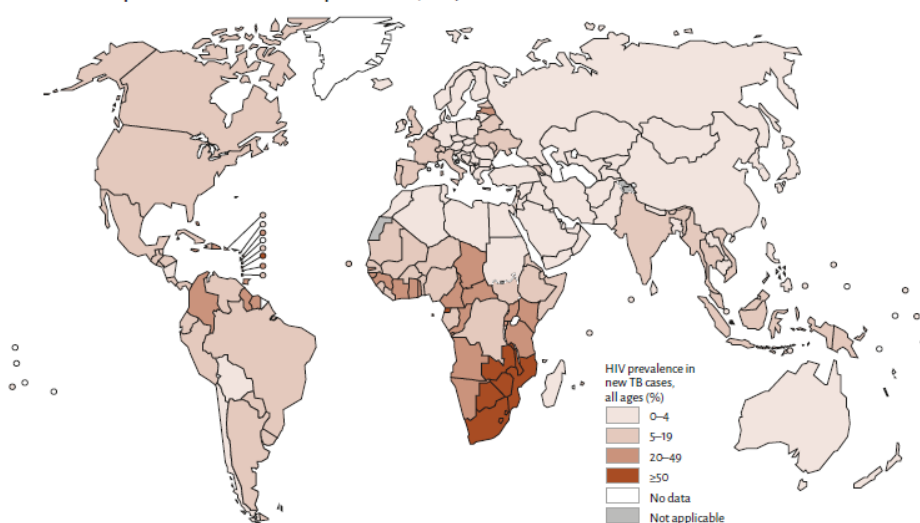 HIV prevalence in
new TB cases,
all ages (%)
0–4
5–19
20–49
≥50
No data
Not applicable